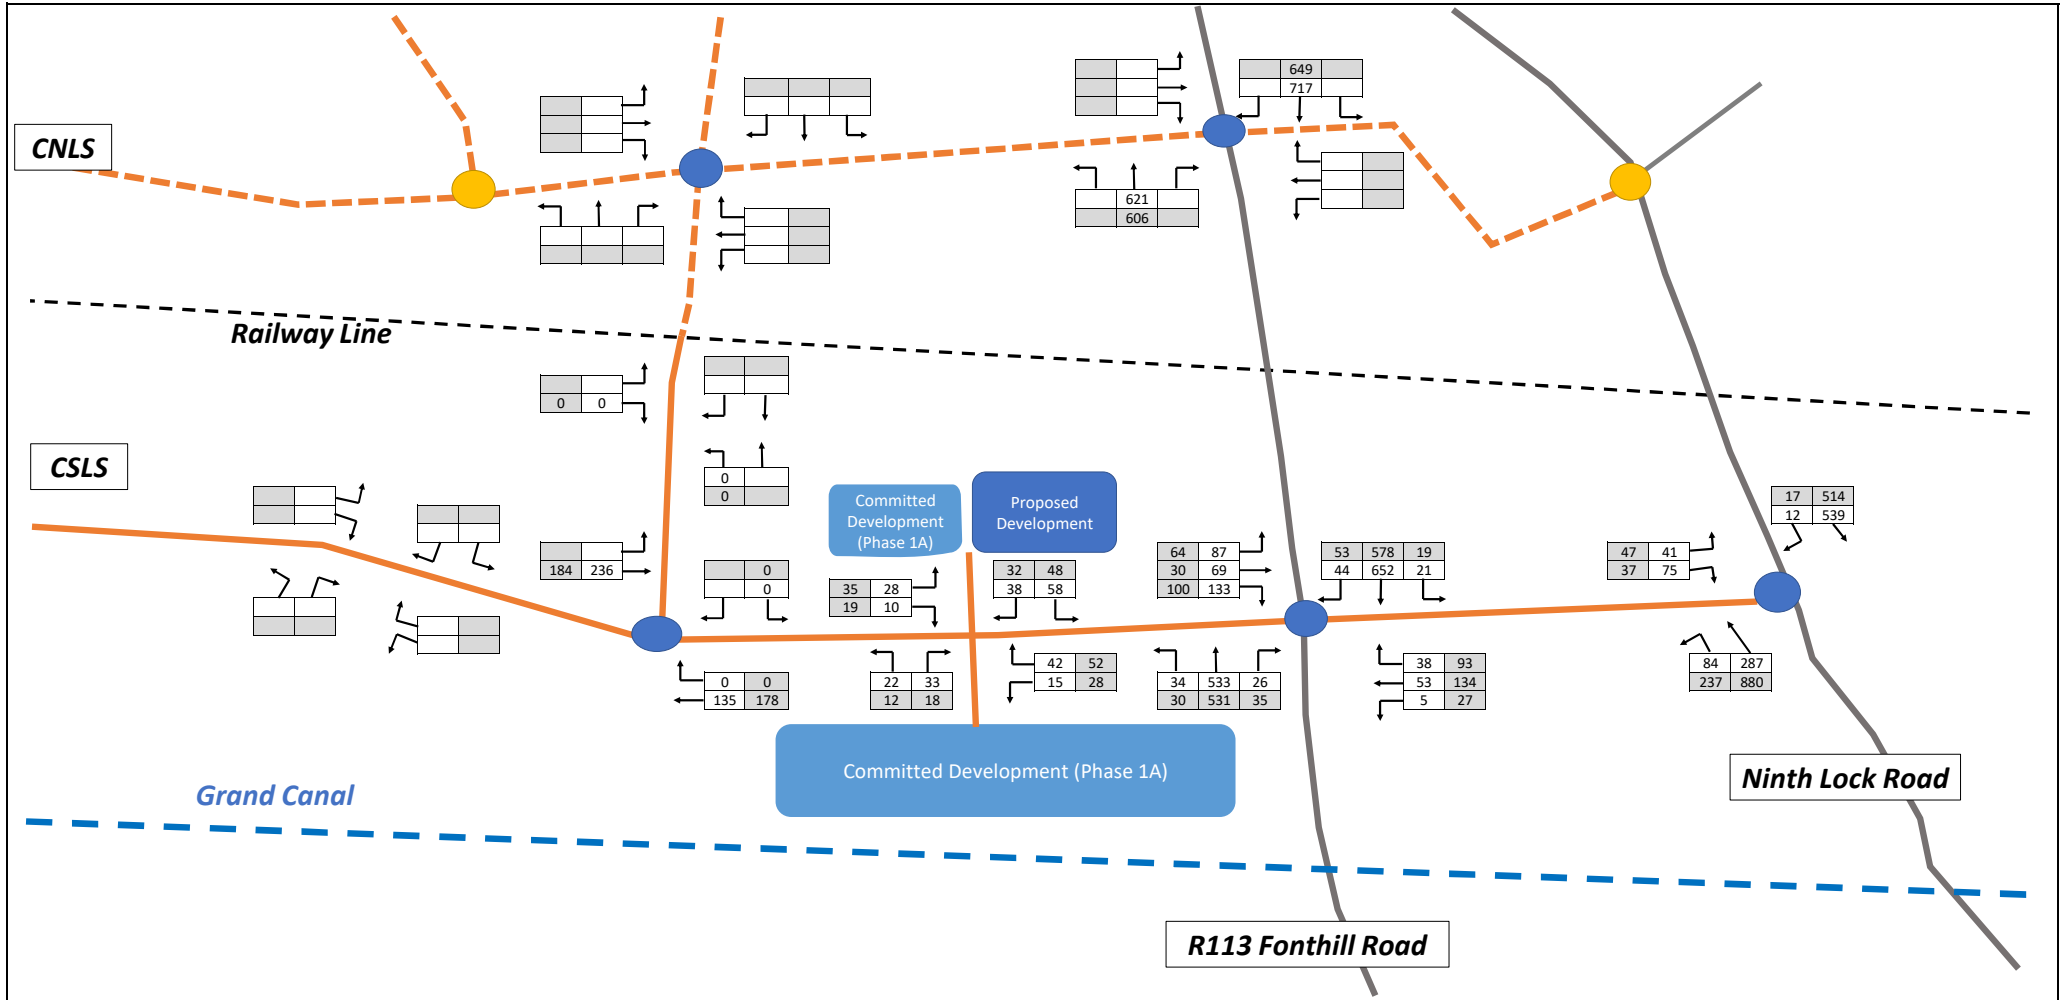 649
717
CNLS
621
606
Railway Line
0 0
CSLS
0
0
Committed
Development
(Phase 1A)
Proposed
Development
17 514
12 539
184 236
0
0
35 28
19 10
32 48
38 58
64 87
30 69
100 133
53 578 19
44 652 21
47 41
37 75
0 0
135 178
22 33
12 18
42 52
15 28
34 533 26
30 531 35
38 93
53 134
5 27
84 287
237 880
Committed Development (Phase 1A)
Ninth Lock Road
Grand Canal
R113 Fonthill Road